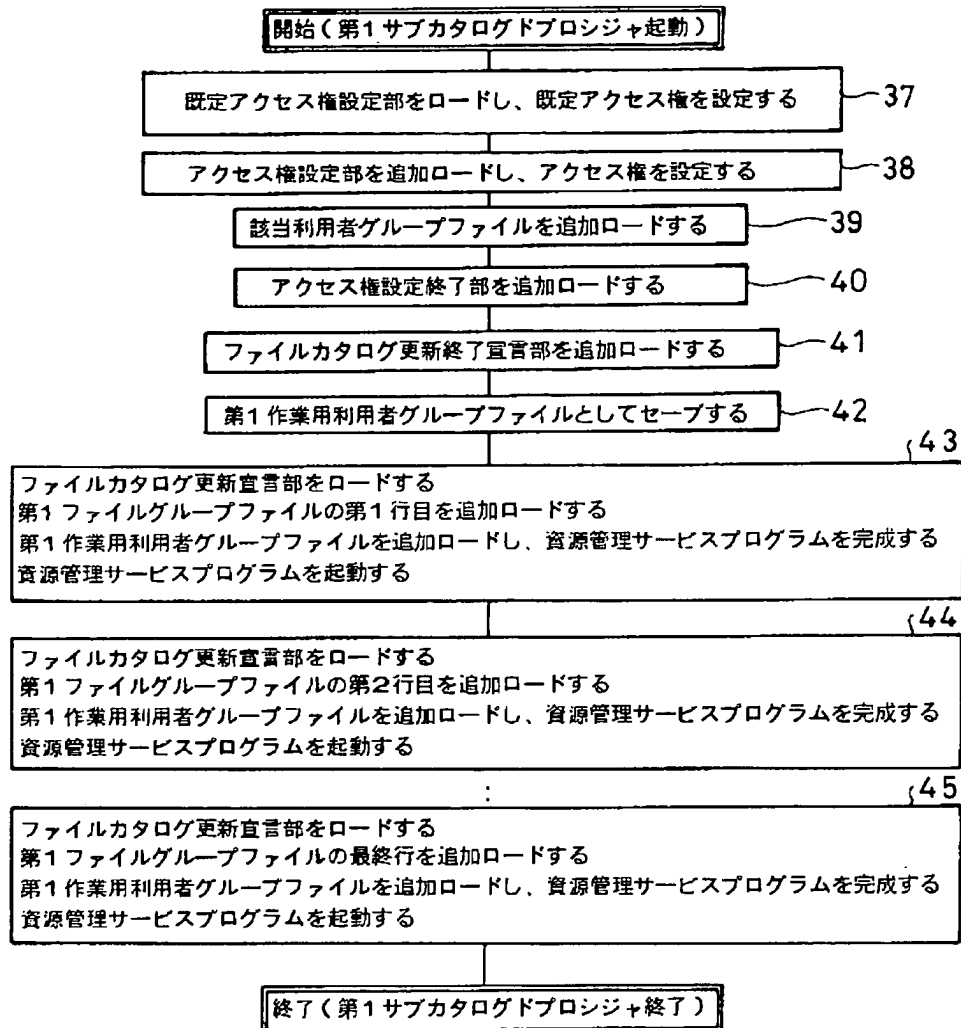 開始(第1サブカタログドプロシジャ起動)
既定アクセス権設定部をロードし、既定アクセス権を設定する
37
アクセス権設定部を追加ロードし、アクセス権を設定する
38
該当利用者グループファイルを追加ロードする
39
アクセス権設定終了部を追加ロードする
40
ファイルカタログ更新終了宣言部を追加ロードする
41
第1作業用利用者グループファイルとしてセーブする
42
43
ファイルカタログ更新宣言部をロードする
第1ファイルグループファイルの第1行目を追加ロードする
第1作業用利用者グループファイルを追加ロードし、資源管理サービスプログラムを完成する
資源管理サービスプログラムを起動する
44
ファイルカタログ更新宣言部をロードする
第1ファイルグループファイルの第2行目を追加ロードする
第1作業用利用者グループファイルを追加ロードし、資源管理サービスプログラムを完成する
資源管理サービスプログラムを起動する
:
45
ファイルカタログ更新宣言部をロードする
第1ファイルグループファイルの最終行を追加ロードする
第1作業用利用者グループファイルを追加ロードし、資源管理サービスプログラムを完成する
資源管理サービスプログラムを起動する
終了(第1サブカタログドプロシジャ終了)